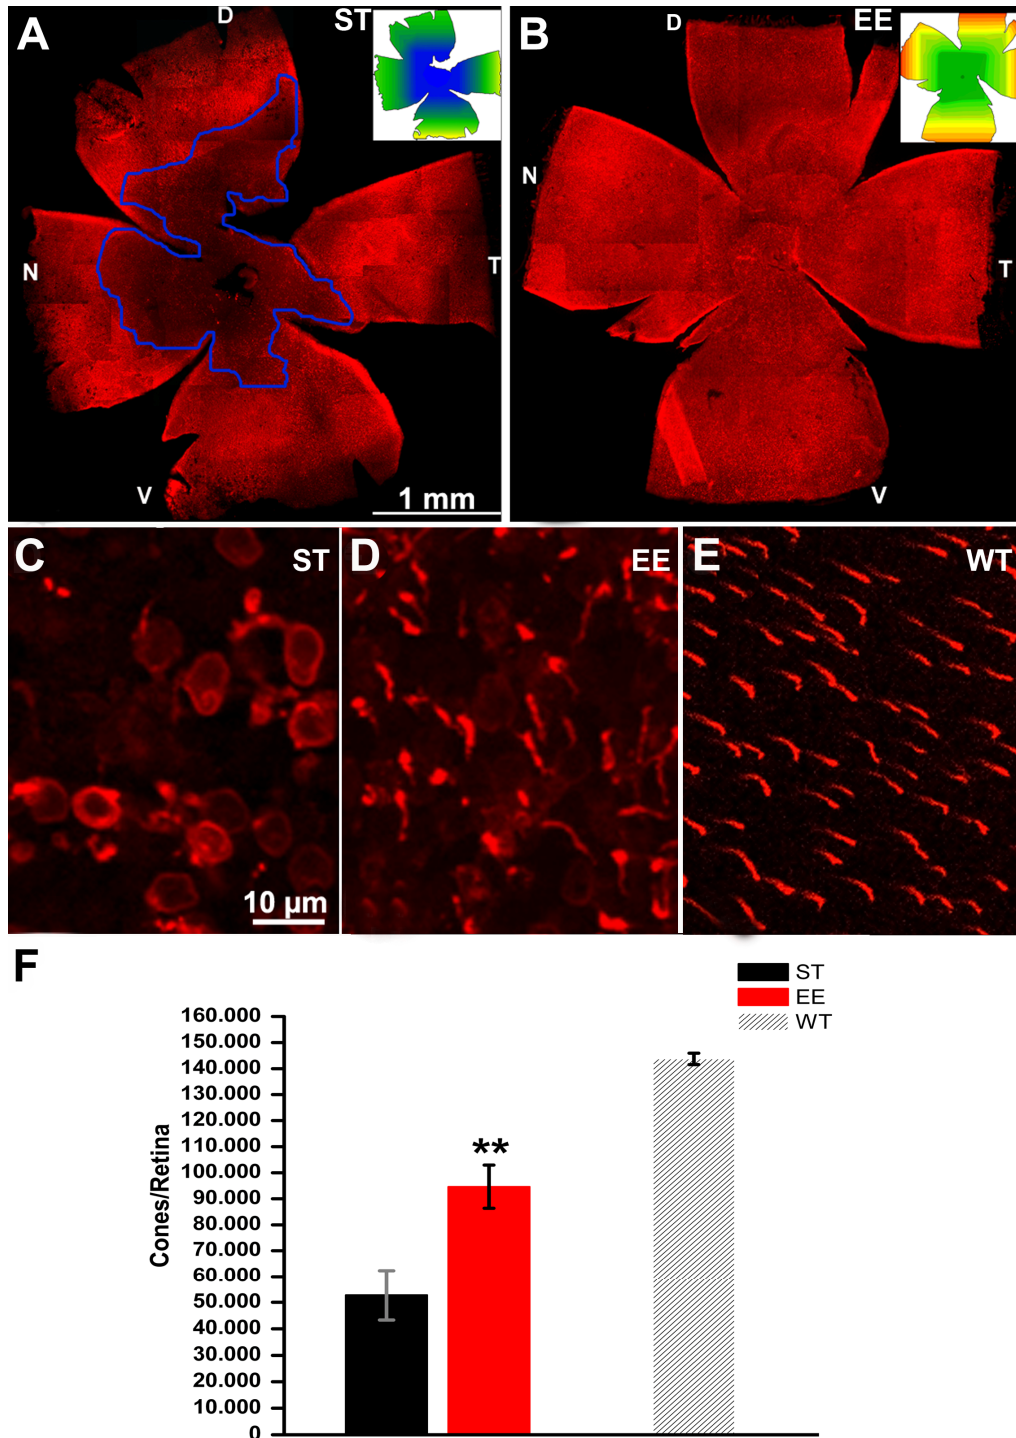 A
D
ST
N
T
V
1 mm
B
D
EE
N
T
V
C
ST
10 µm
D
EE
E
WT
F
ST
EE
WT
Cones/Retina
160.000
150.000
140.000
130.000
120.000
110.000
100.000
90.000
80.000
70.000
60.000
50.000
40.000
30.000
20.000
10.000
0
**